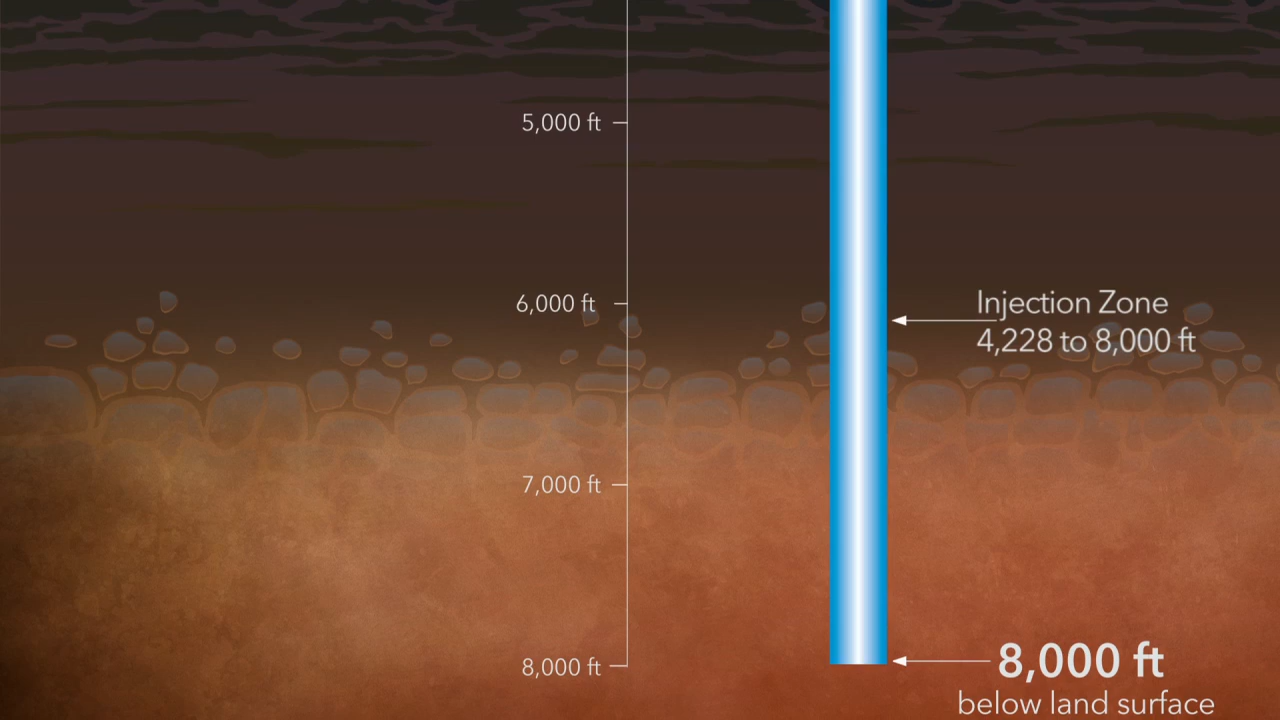 5,000 ft
6,000 ft
Injection Zone
4,228 to 8,000 ft
7,000 ft
8,000 ft
8,000 ft
below land surface